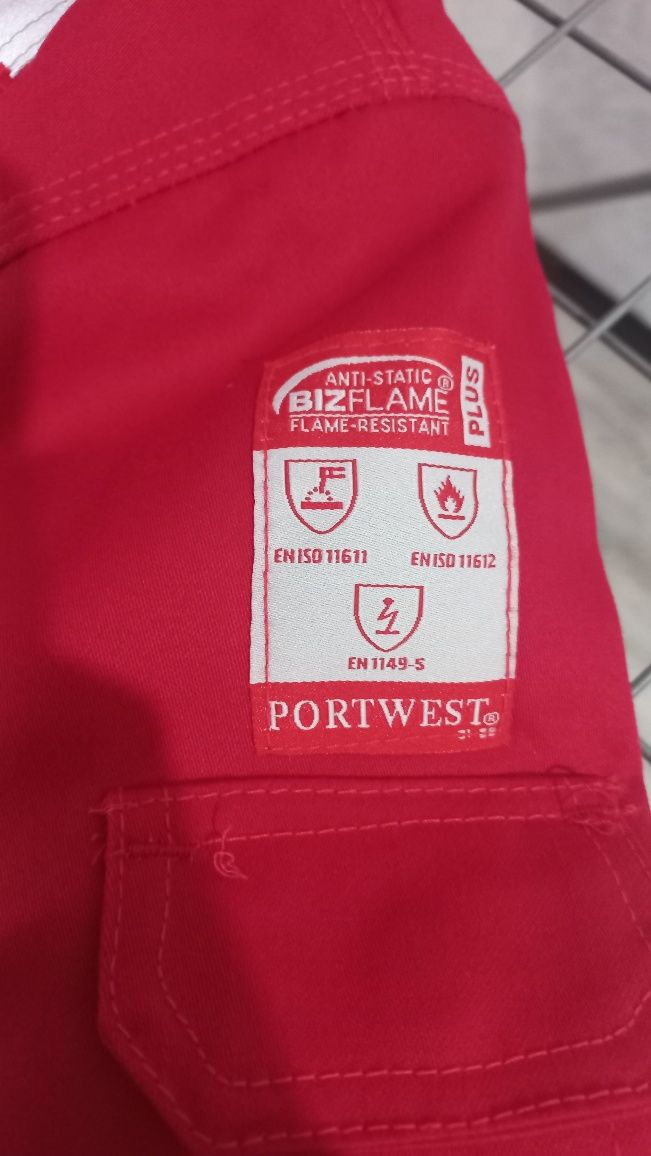 ANTI-STATIC
BIZFLAME®
PLUS
FLAME-RESISTANT
EN ISO 11611
EN ISO 11612
EN 1149-5
PORTWEST®